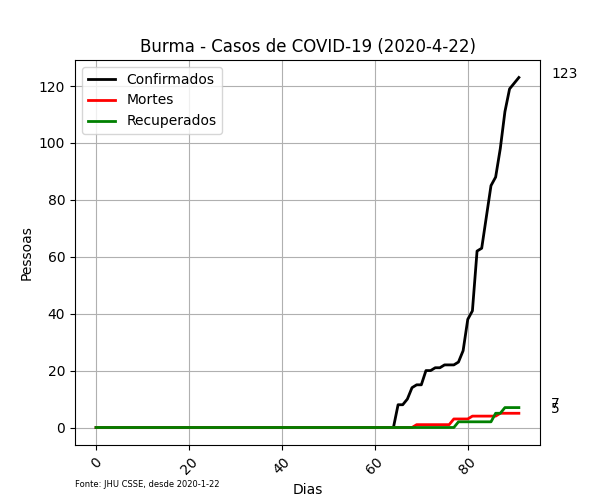 Burma - Casos de COVID-19 (2020-4-22)
Confirmados
Mortes
Recuperados
123
7
5
120
100
80
60
40
20
0
Pessoas
0 20 40 60 80
Dias
Fonte: JHU CSSE, desde 2020-1-22